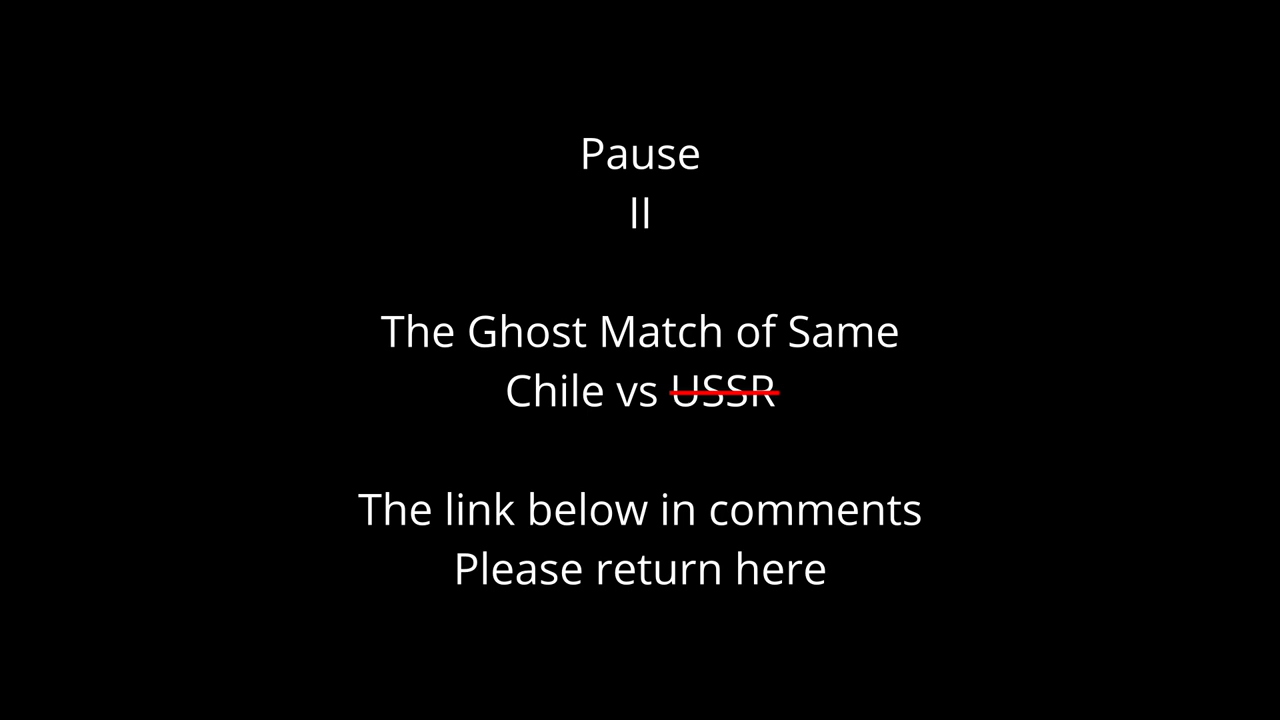 Pause
II
The Ghost Match of Same
Chile vs USSR
The link below in comments
Please return here